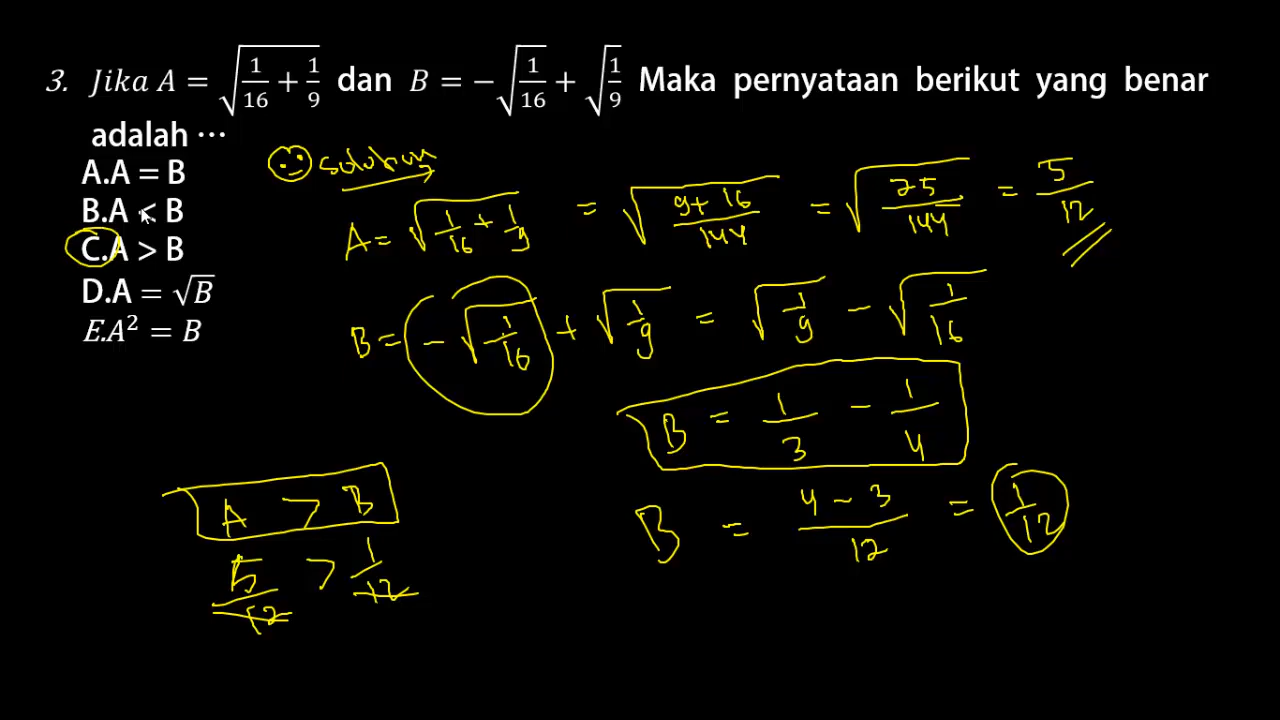 3. Jika A = √(1/16 + 1/9) dan B = −√(1/16) + √(1/9) Maka pernyataan berikut yang benar
adalah ⋯
A.A = B
B.A < B
C.A > B
D.A = √B
E.A² = B
A = √(1/16 + 1/9) = √((9 + 16)/144) = √(25/144) = 5/12
B = −√(1/16) + √(1/9) = √(1/9) − √(1/16)
B = 1/3 − 1/4
B = (4 − 3)/12 = 1/12
A > B
5/12 > 1/12